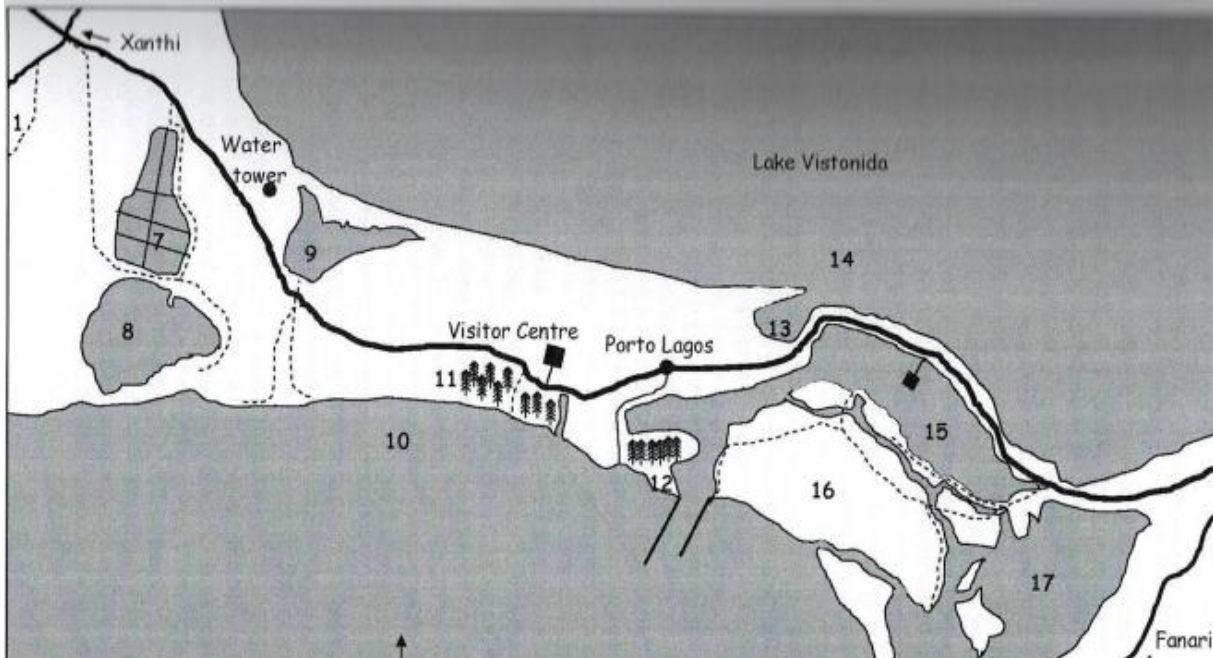 Xanthi
1
Water
tower
Lake Vistonida
7
9
14
8
Visitor Centre
Porto Lagos
13
11
10
15
12
16
17
Fanari